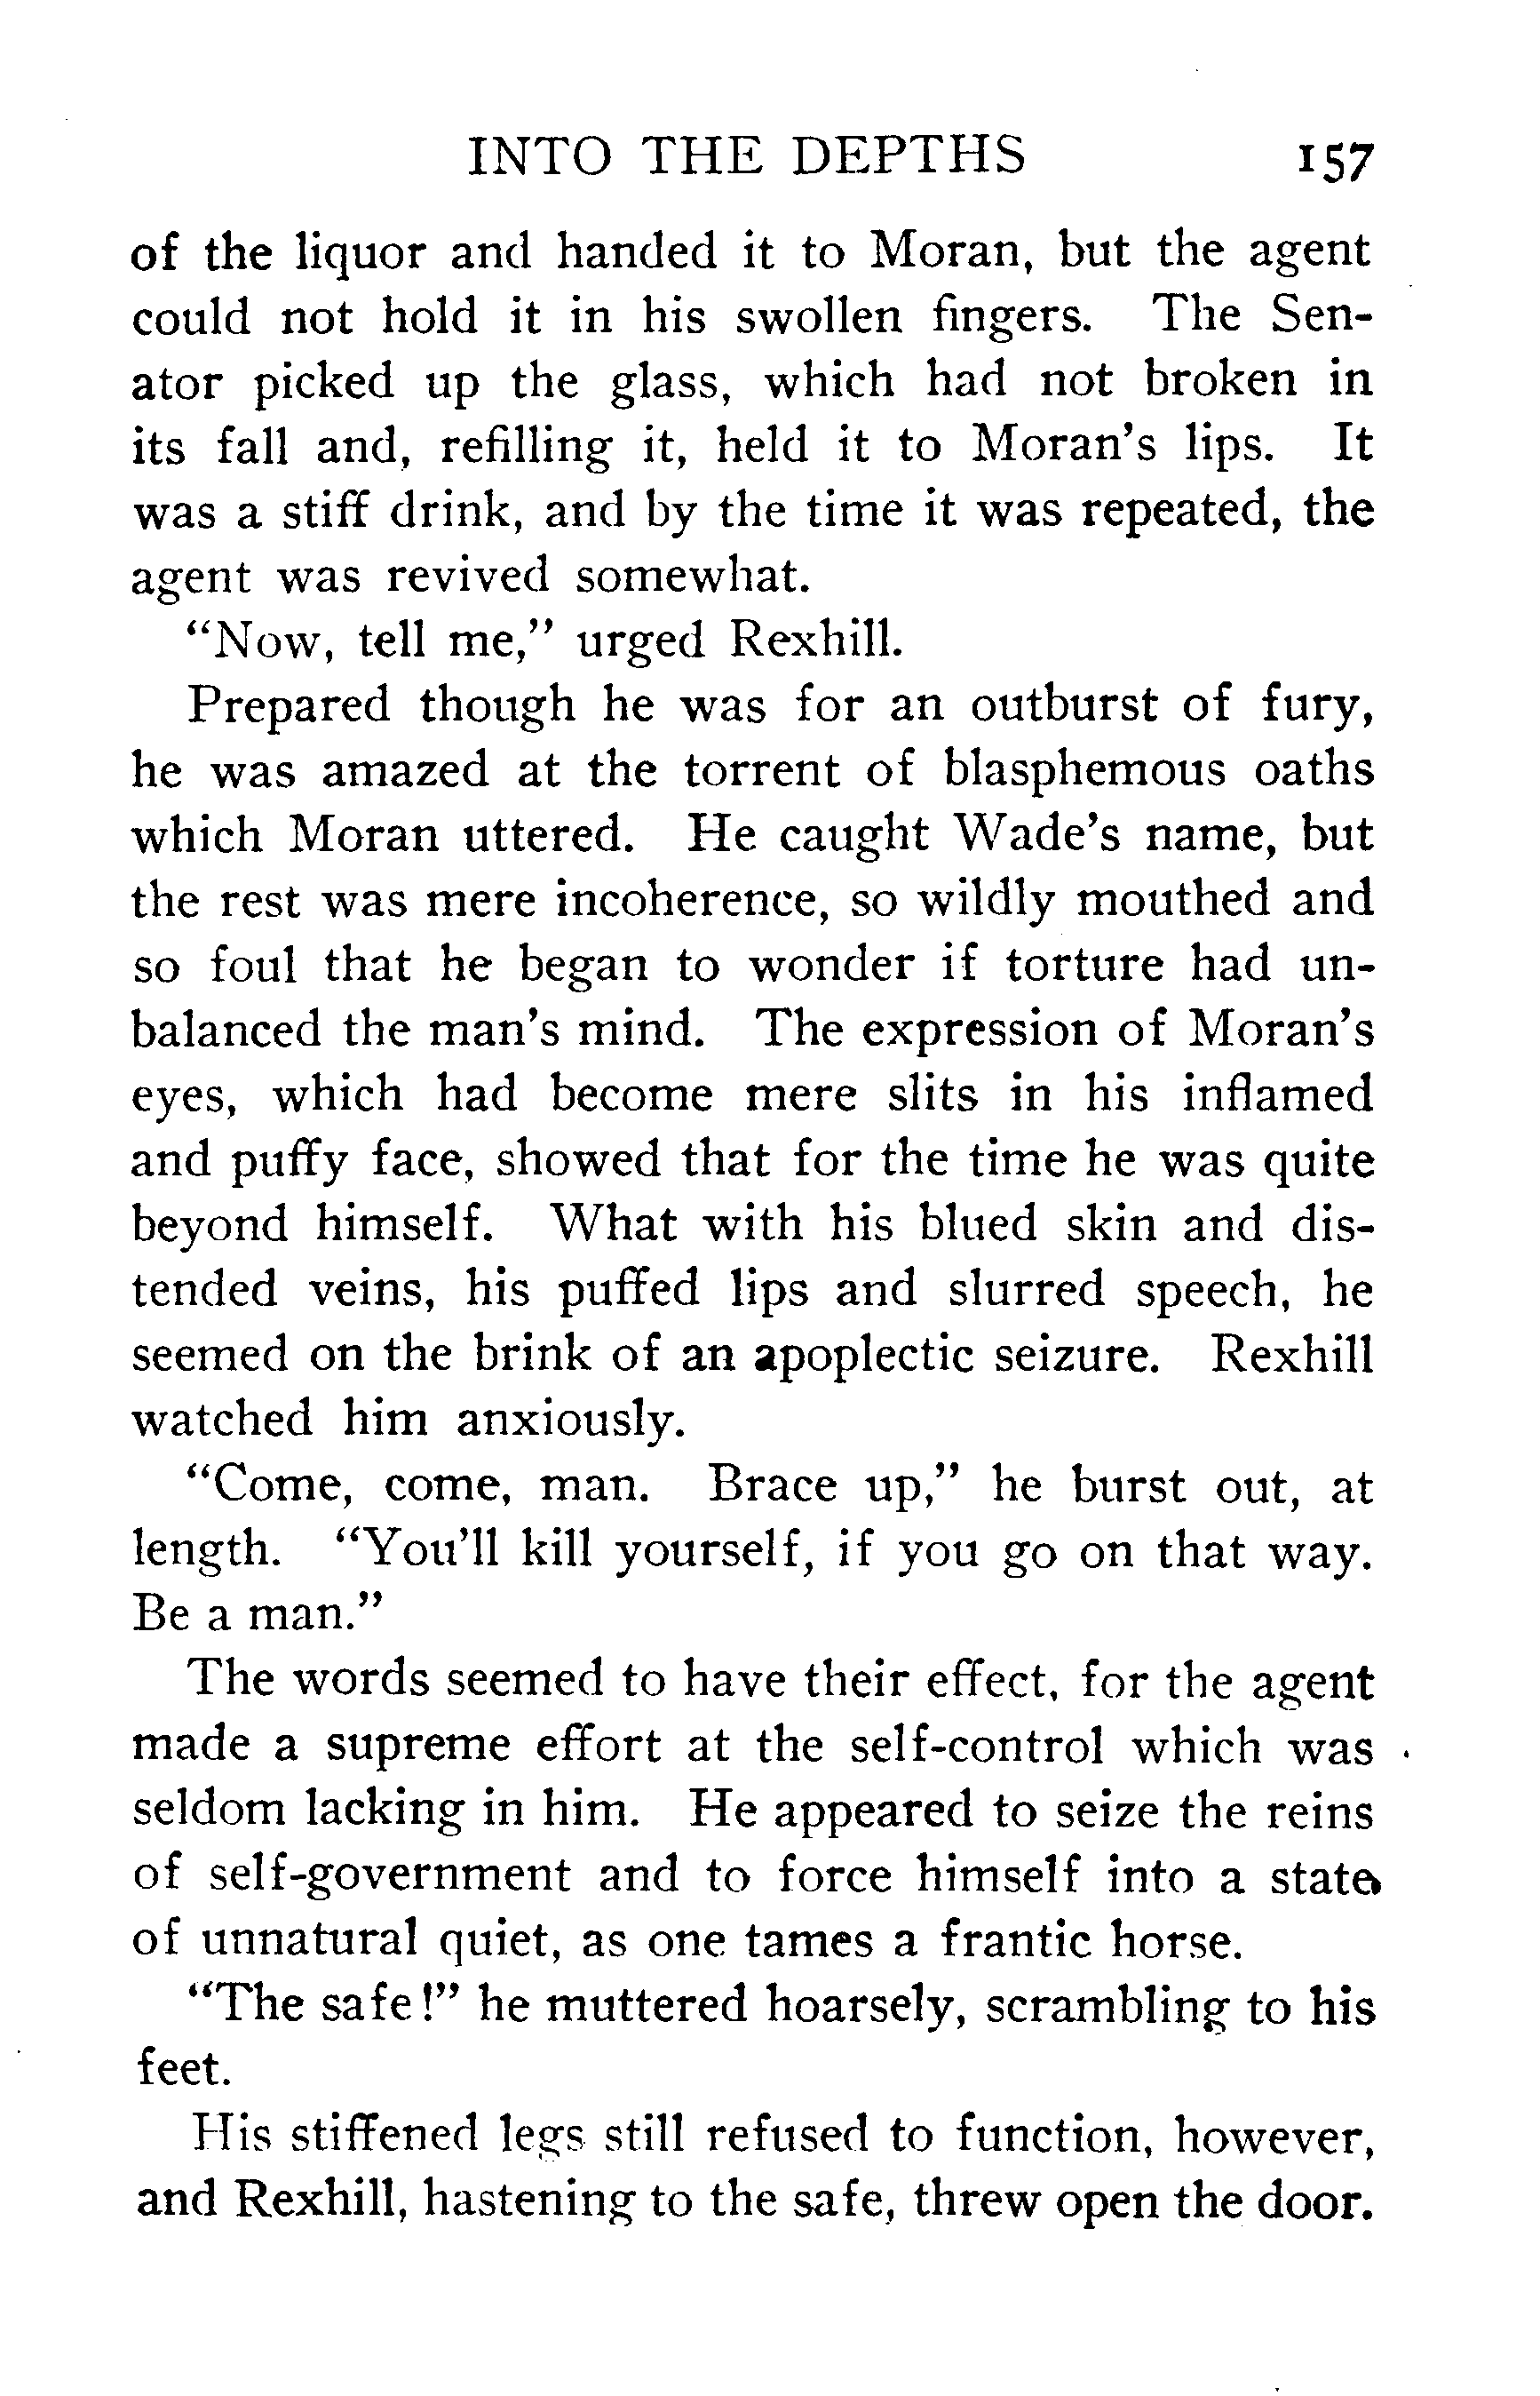 INTO THE DEPTHS 157
of the liquor and handed it to Moran, but the agent
could not hold it in his swollen fingers. The Sen-
ator picked up the glass, which had not broken in
its fall and, refilling it, held it to Moran's lips. It
was a stiff drink, and by the time it was repeated, the
agent was revived somewhat.
"Now, tell me," urged Rexhill.
Prepared though he was for an outburst of fury,
he was amazed at the torrent of blasphemous oaths
which Moran uttered. He caught Wade's name, but
the rest was mere incoherence, so wildly mouthed and
so foul that he began to wonder if torture had un-
balanced the man's mind. The expression of Moran's
eyes, which had become mere slits in his inflamed
and puffy face, showed that for the time he was quite
beyond himself. What with his blued skin and dis-
tended veins, his puffed lips and slurred speech, he
seemed on the brink of an apoplectic seizure. Rexhill
watched him anxiously.
"Come, come, man. Brace up," he burst out, at
length. "You'll kill yourself, if you go on that way.
Be a man."
The words seemed to have their effect, for the agent
made a supreme effort at the self-control which was
seldom lacking in him. He appeared to seize the reins
of self-government and to force himself into a state
of unnatural quiet, as one tames a frantic horse.
"The safe!" he muttered hoarsely, scrambling to his
feet.
His stiffened legs still refused to function, however,
and Rexhill, hastening to the safe, threw open the door.